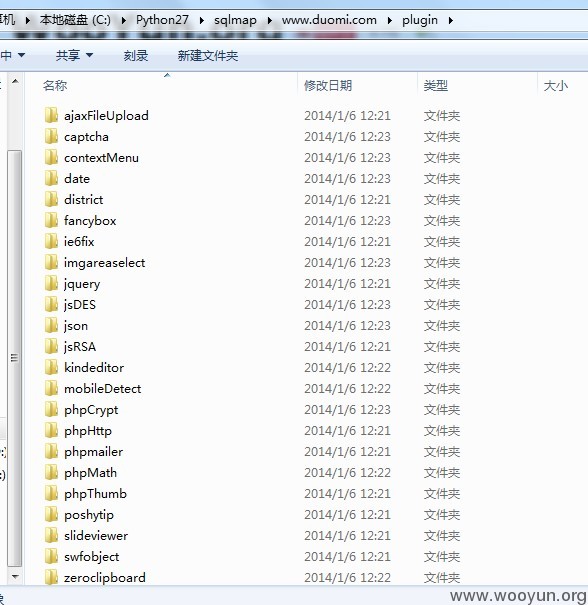 本地磁盘 (C:) ▸ Python27 ▸ sqlmap ▸ www.duomi.com ▸ plugin ▸
中 ▼ 共享 ▼ 刻录 新建文件夹
名称 修改日期 类型 大小
ajaxFileUpload 2014/1/6 12:21 文件夹
captcha 2014/1/6 12:23 文件夹
contextMenu 2014/1/6 12:23 文件夹
date 2014/1/6 12:23 文件夹
district 2014/1/6 12:21 文件夹
fancybox 2014/1/6 12:23 文件夹
ie6fix 2014/1/6 12:21 文件夹
imgareaselect 2014/1/6 12:23 文件夹
jquery 2014/1/6 12:21 文件夹
jsDES 2014/1/6 12:23 文件夹
json 2014/1/6 12:23 文件夹
jsRSA 2014/1/6 12:21 文件夹
kindeditor 2014/1/6 12:22 文件夹
mobileDetect 2014/1/6 12:22 文件夹
phpCrypt 2014/1/6 12:23 文件夹
phpHttp 2014/1/6 12:21 文件夹
phpmailer 2014/1/6 12:21 文件夹
phpMath 2014/1/6 12:22 文件夹
phpThumb 2014/1/6 12:21 文件夹
poshytip 2014/1/6 12:21 文件夹
slideviewer 2014/1/6 12:21 文件夹
swfobject 2014/1/6 12:21 文件夹
zeroclipboard 2014/1/6 12:22 文件夹
www.wooyun.org